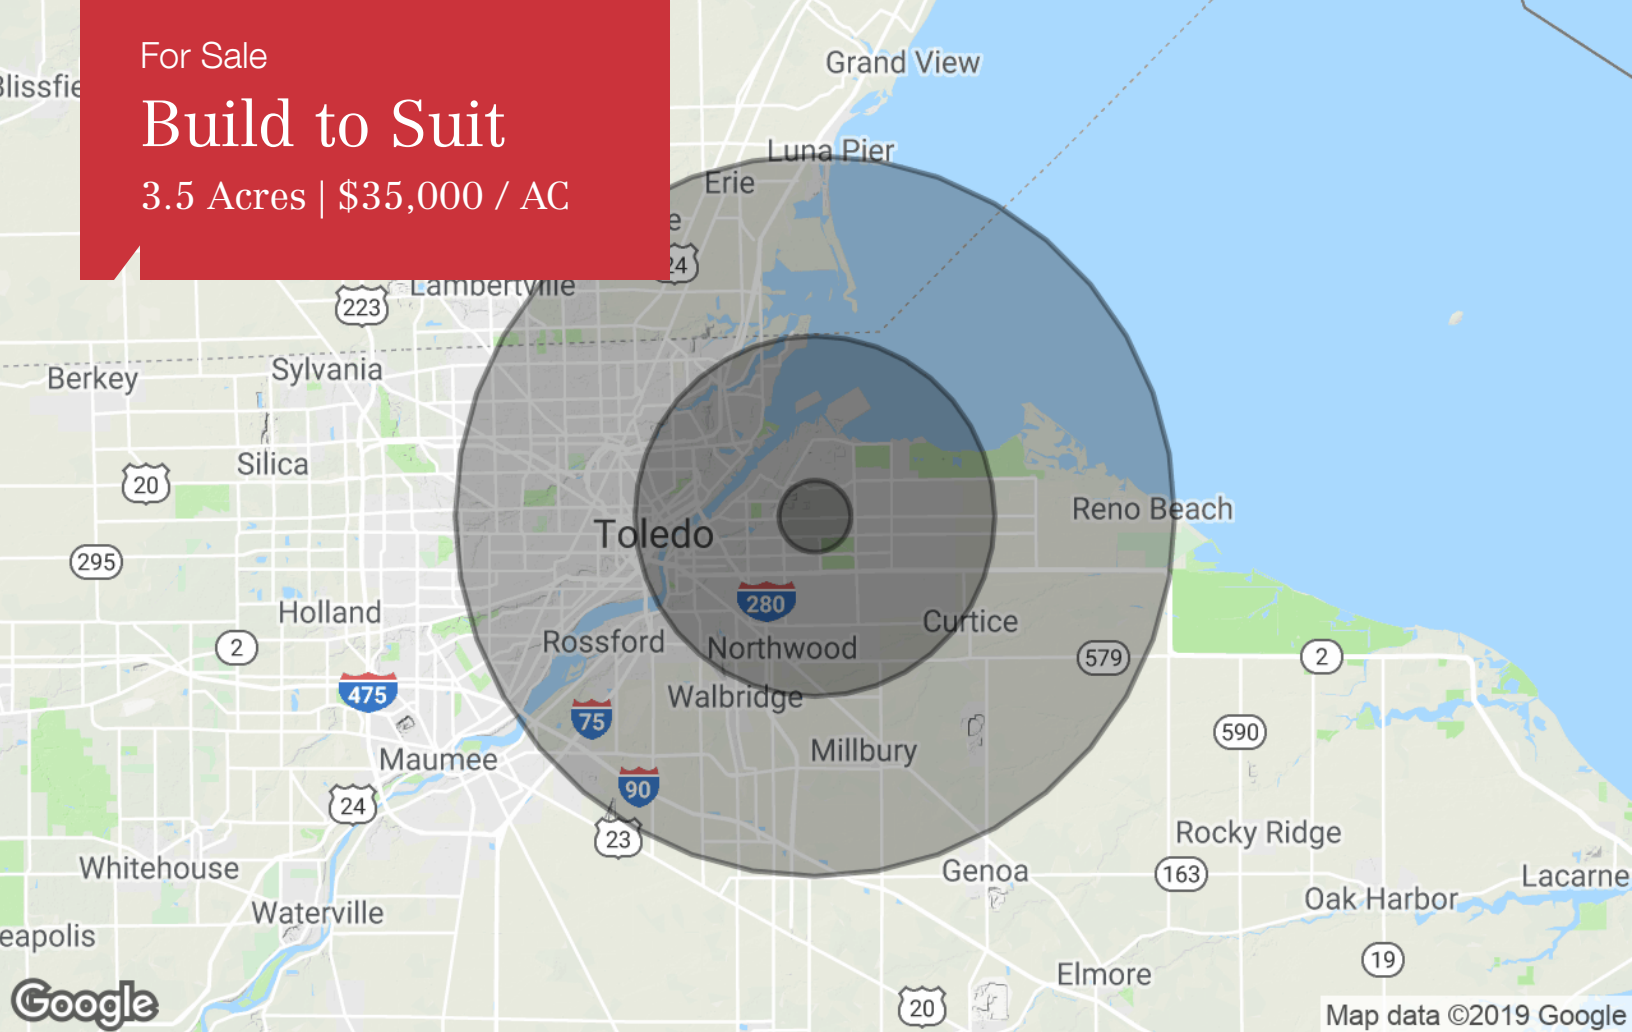 For Sale
Build to Suit
3.5 Acres | $35,000 / AC
Grand View
Luna Pier
Erie
24
Lambertville
223
Berkey
Sylvania
Silica
20
Toledo
Reno Beach
295
280
Holland
Curtice
2
Rossford
Northwood
579
2
475
Walbridge
75
590
Maumee
Millbury
90
24
23
Rocky Ridge
Whitehouse
Genoa
163
Lacarne
Oak Harbor
Waterville
eapolis
19
Elmore
Google
20
Map data ©2019 Google